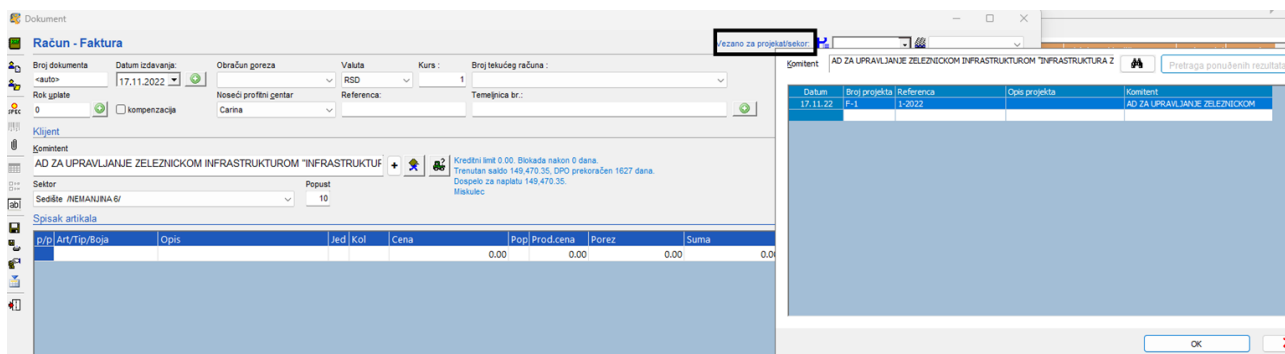 Dokument
Račun - Faktura
Vezano za projekat/sekor:
Broj dokumenta Datum izdavanja: Obračun poreza Valuta Kurs : Broj tekućeg računa :
<auto> 17.11.2022 RSD 1
Rok uplate Noseći profitni centar Referenca: Temeljnica br.:
0 kompenzacija Carina
Klijent
Komintent
AD ZA UPRAVLJANJE ZELEZNICKOM INFRASTRUKTUROM "INFRASTRUKTUF
Kreditni limit 0.00. Blokada nakon 0 dana.
Trenutan saldo 149,470.35, DPO prekoračen 1627 dana.
Dospelo za naplatu 149,470.35.
Miskulec
Sektor Popust
Sedište /NEMANJINA 6/ 10
Spisak artikala
p/p Art/Tip/Boja Opis Jed Kol Cena Pop Prod.cena Porez Suma
0.00 0.00 0.00 0.00
SPEC
ab
Komitent AD ZA UPRAVLJANJE ZELEZNICKOM INFRASTRUKTUROM "INFRASTRUKTURA Z Pretraga ponuđenih rezultata
Datum Broj projekta Referenca Opis projekta Komitent
17.11.22 F-1 1-2022 AD ZA UPRAVLJANJE ZELEZNICKOM
OK